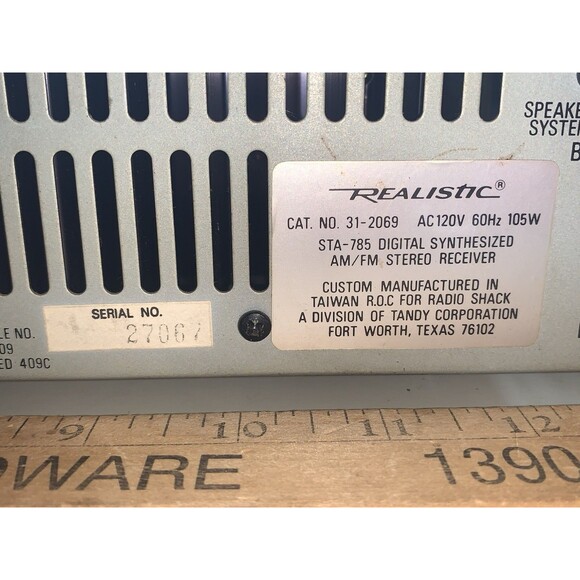 SPEAKE
SYSTEM
B
REALISTIC®
CAT. NO. 31-2069 AC120V 60Hz 105W
STA-785 DIGITAL SYNTHESIZED
AM/FM STEREO RECEIVER
CUSTOM MANUFACTURED IN
TAIWAN R.O.C FOR RADIO SHACK
A DIVISION OF TANDY CORPORATION
FORT WORTH, TEXAS 76102
SERIAL NO.
27067
LE NO.
09
ED 409C
9 10 11 12
DWARE 1390